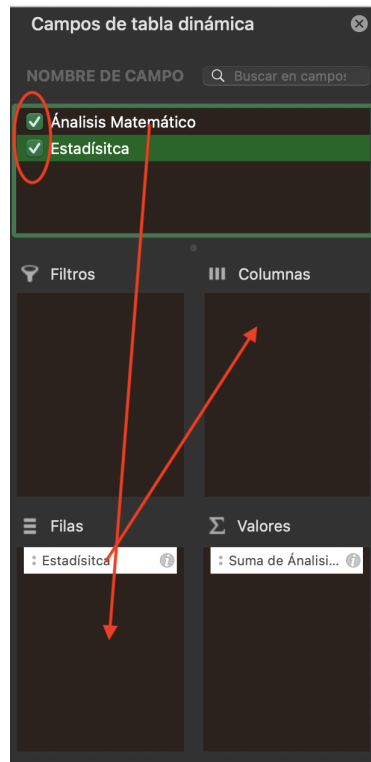 Campos de tabla dinámica
NOMBRE DE CAMPO
Buscar en campos
Ánalisis Matemático
Estadísitca
Filtros
Columnas
Filas
Valores
Estadísitca
Suma de Ánalisi...